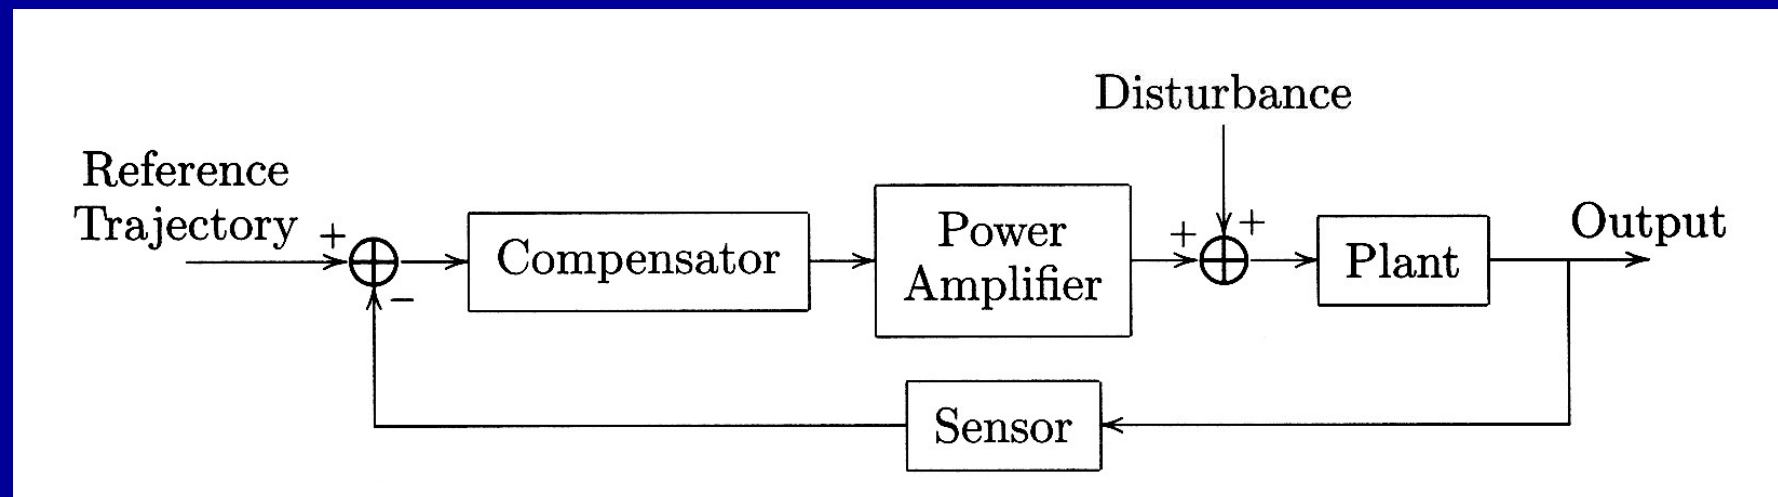 Disturbance
Reference
Trajectory
+
−
Compensator
Power
Amplifier
+
+
Plant
Output
Sensor